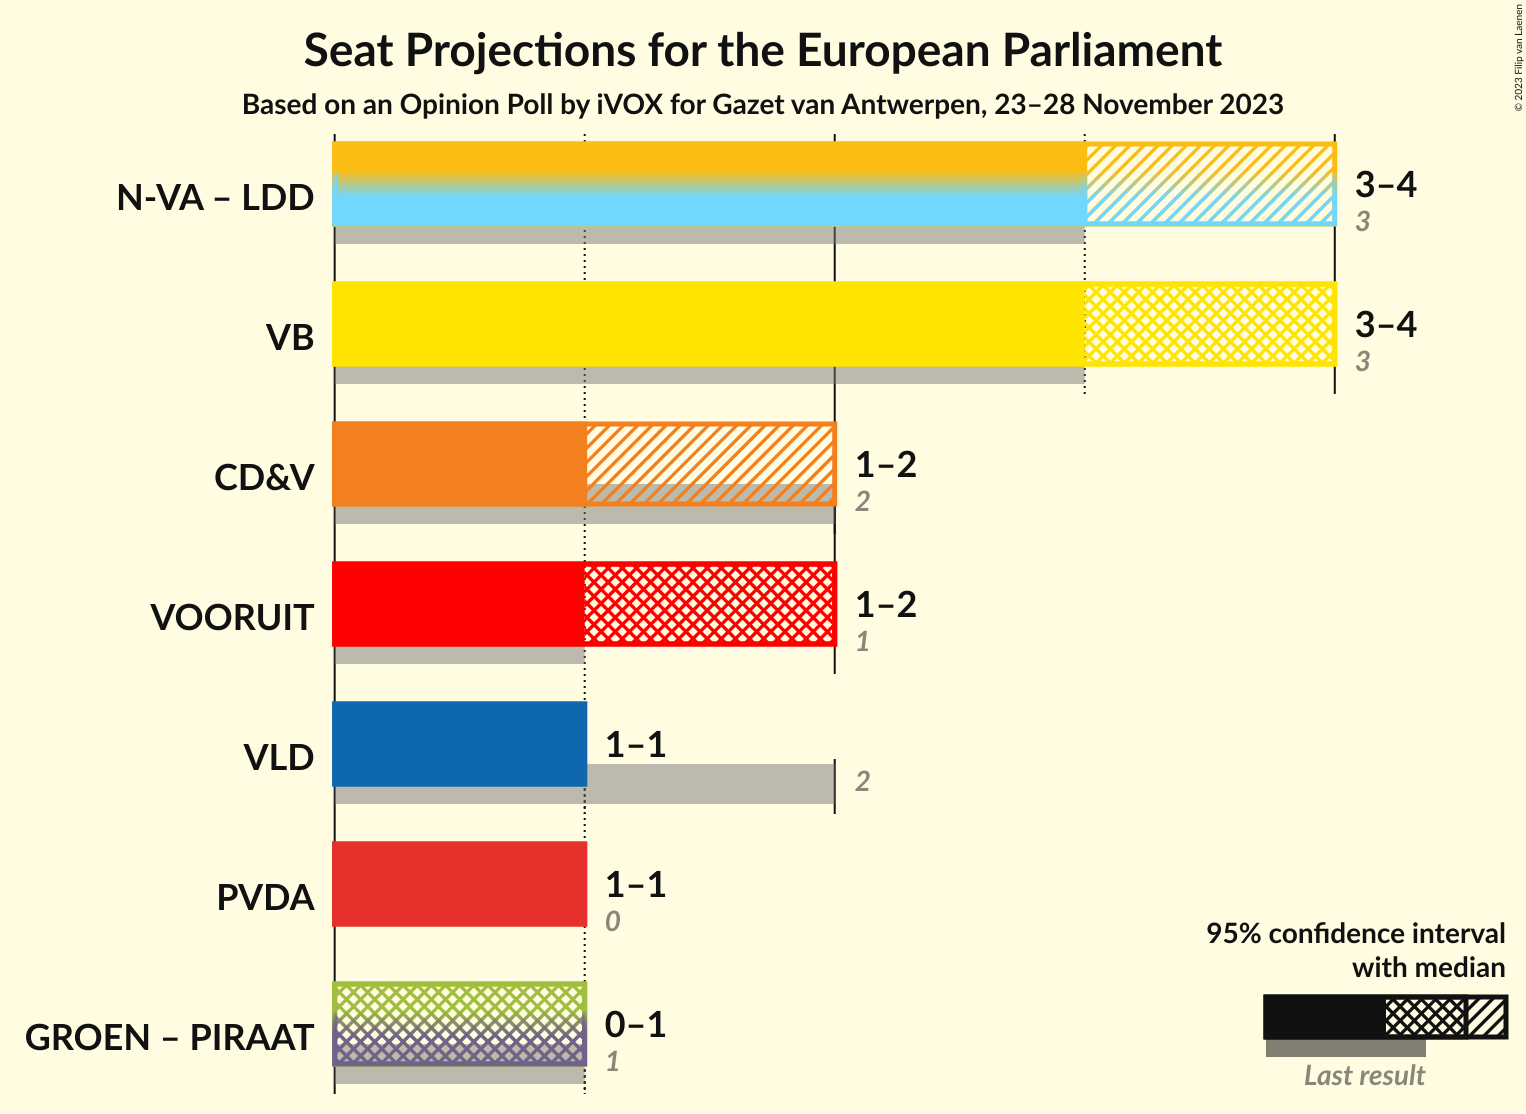 Seat Projections for the European Parliament
Based on an Opinion Poll by iVOX for Gazet van Antwerpen, 23–28 November 2023
© 2023 Filip van Laenen
N-VA – LDD
3–4
3
VB
3–4
3
CD&V
1–2
2
VOORUIT
1–2
1
VLD
1–1
2
PVDA
1–1
0
GROEN – PIRAAT
0–1
1
95% confidence interval
with median
Last result